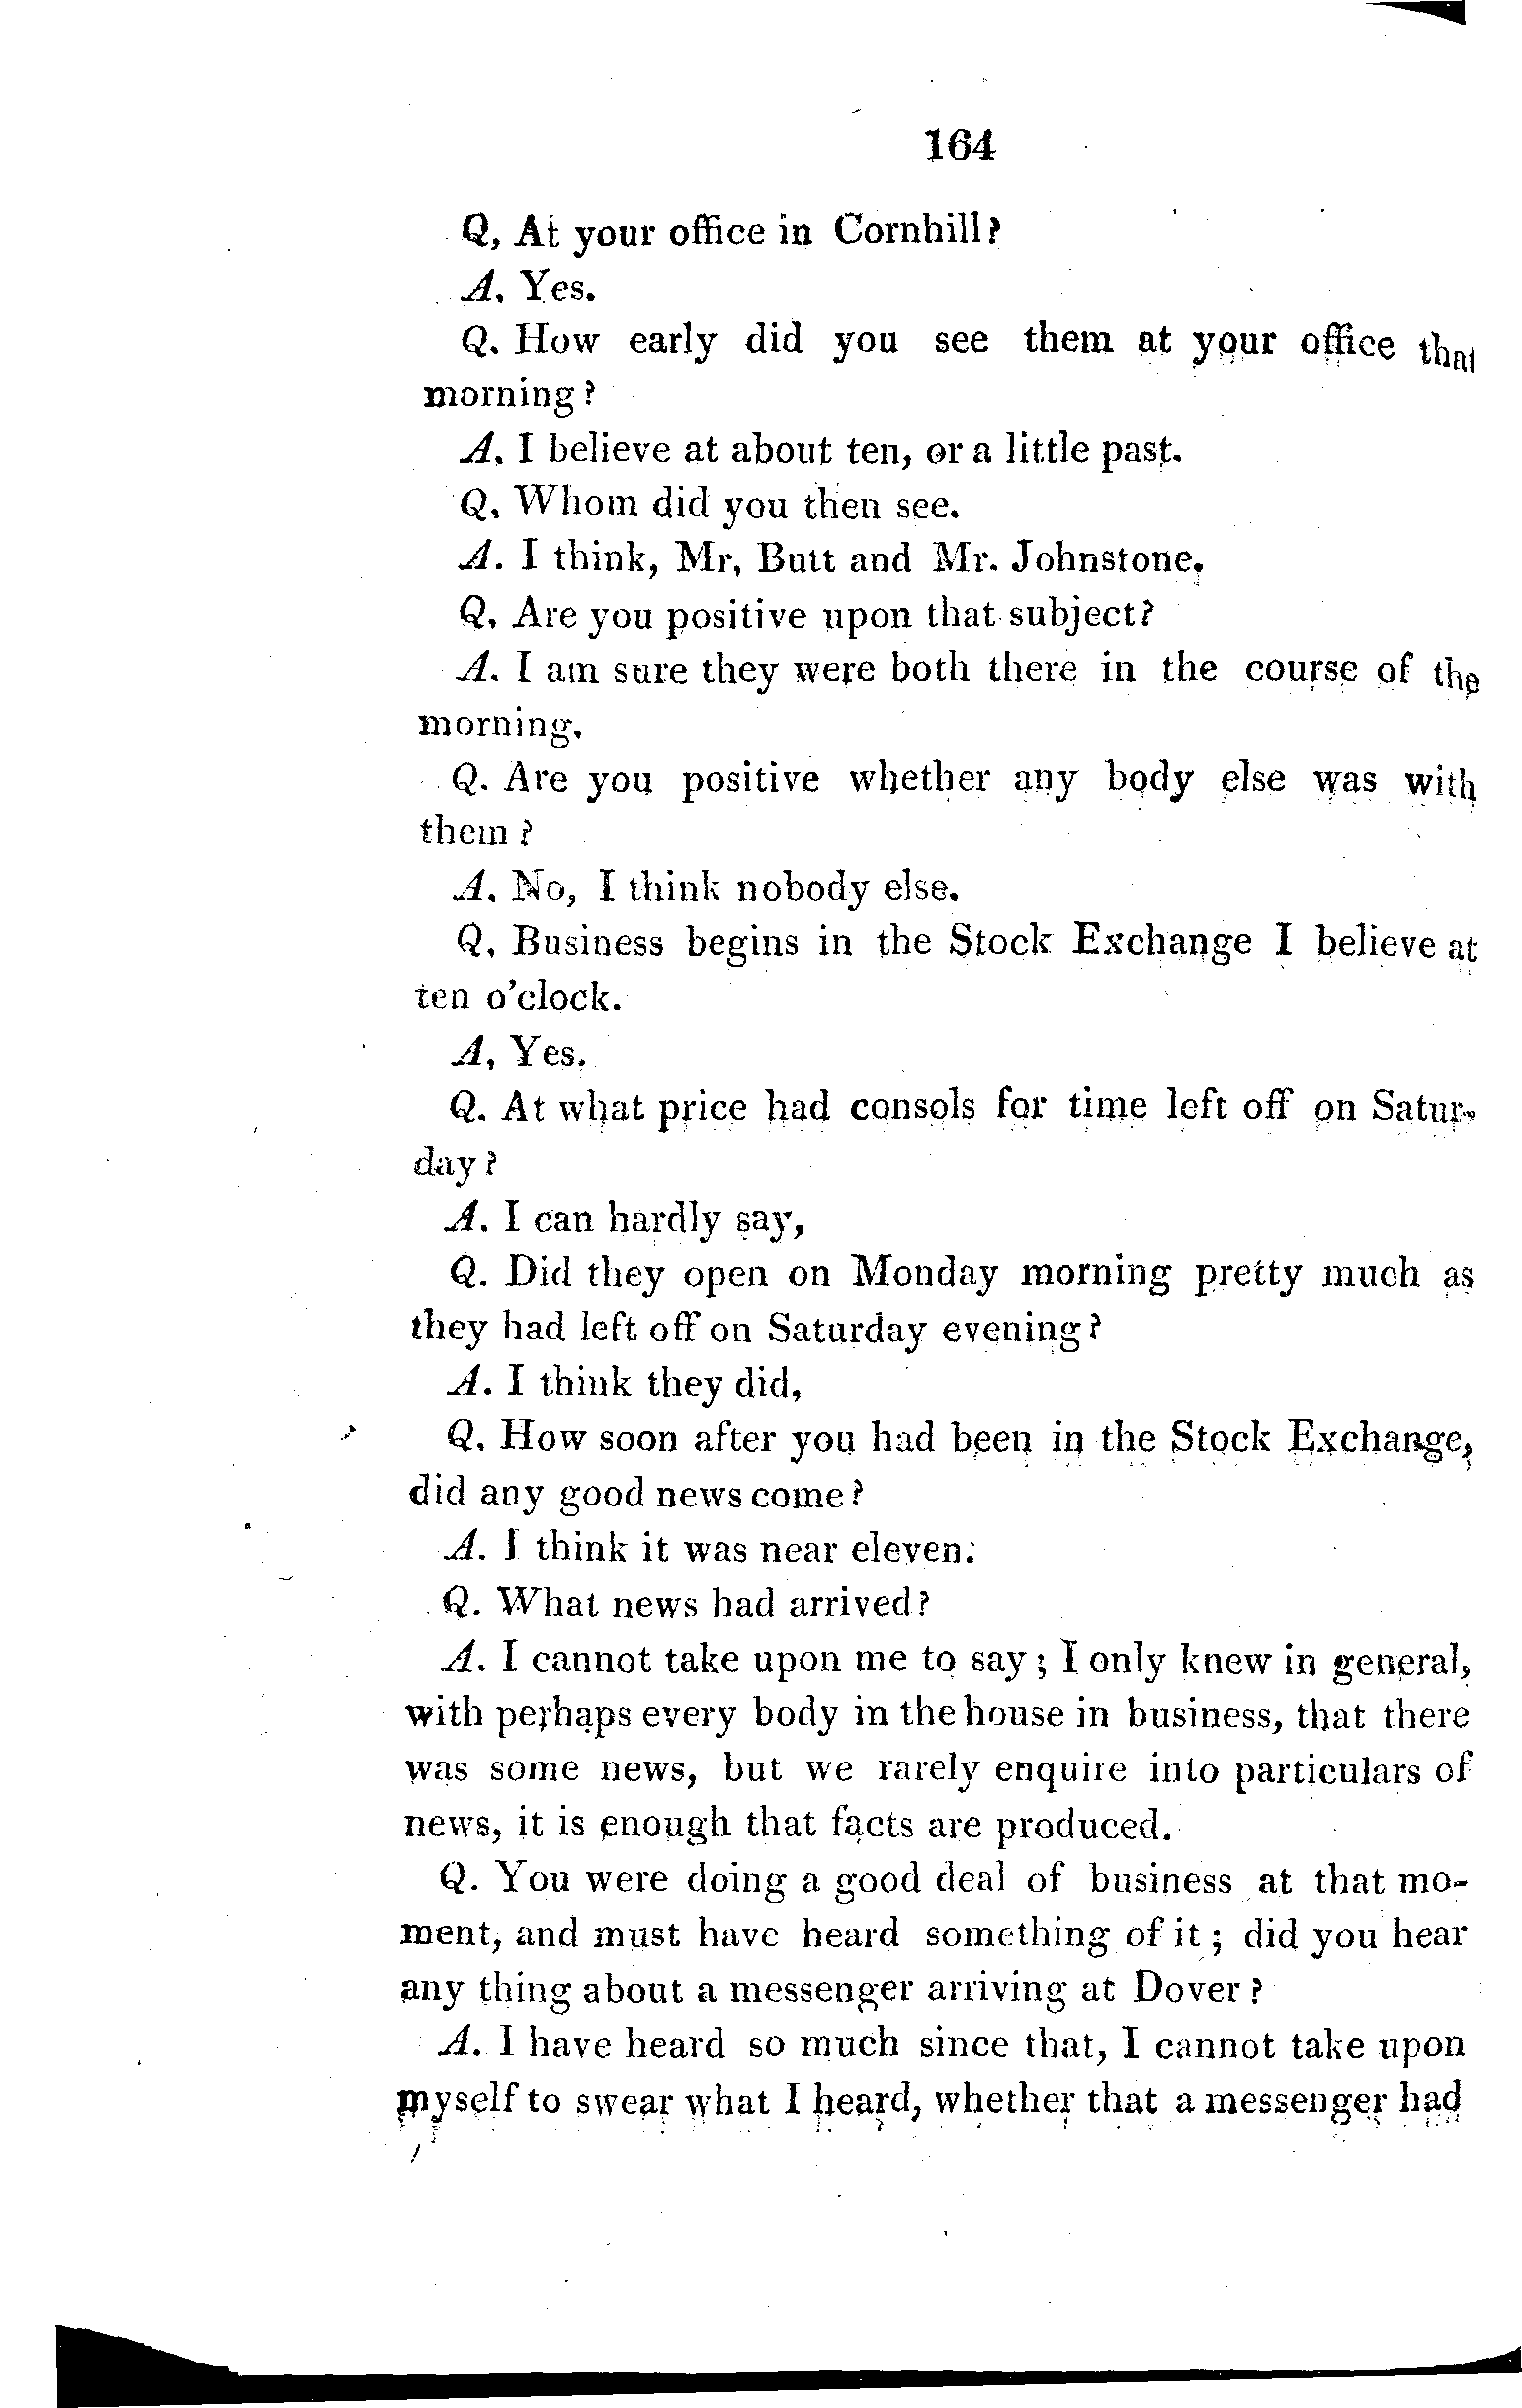 164
Q, At your office in Cornhill?
A, Yes.
Q. How early did you see them at your office that
morning?
A, I believe at about ten, or a little past.
Q, Whom did you then see.
A. I think, Mr, Butt and Mr. Johnstone,
Q, Are you positive upon that subject?
A. I am sure they were both there in the course of the
morning,
Q. Are you positive whether any body else was with
them?
A, No, I think nobody else.
Q, Business begins in the Stock Exchange I believe at
ten o'clock.
A, Yes.
Q. At what price had consols for time left off on Satur-
day?
A. I can hardly say,
Q. Did they open on Monday morning pretty much as
they had left off on Saturday evening?
A. I think they did,
Q, How soon after you had been in the Stock Exchange,
did any good news come?
A. I think it was near eleven.
Q. What news had arrived?
A. I cannot take upon me to say; I only knew in general,
with perhaps every body in the house in business, that there
was some news, but we rarely enquire into particulars of
news, it is enough that facts are produced.
Q. You were doing a good deal of business at that mo-
ment, and must have heard something of it; did you hear
any thing about a messenger arriving at Dover?
A. I have heard so much since that, I cannot take upon
myself to swear what I heard, whether that a messenger had